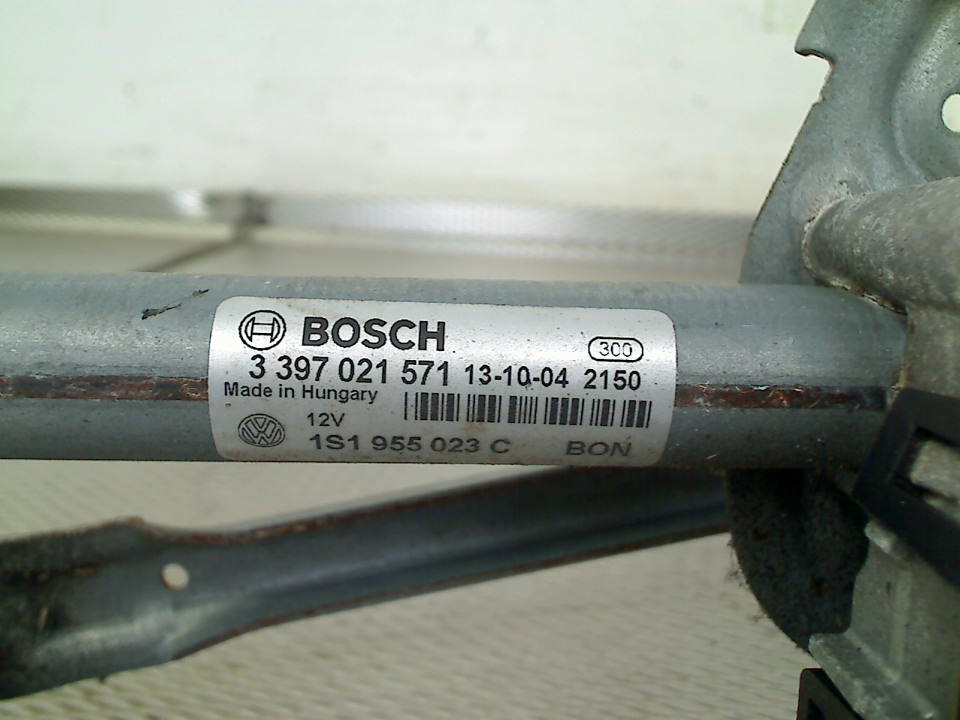 BOSCH
300
3 397 021 571 13-10-04 2150
Made in Hungary
12V
1S1 955 023 C BON